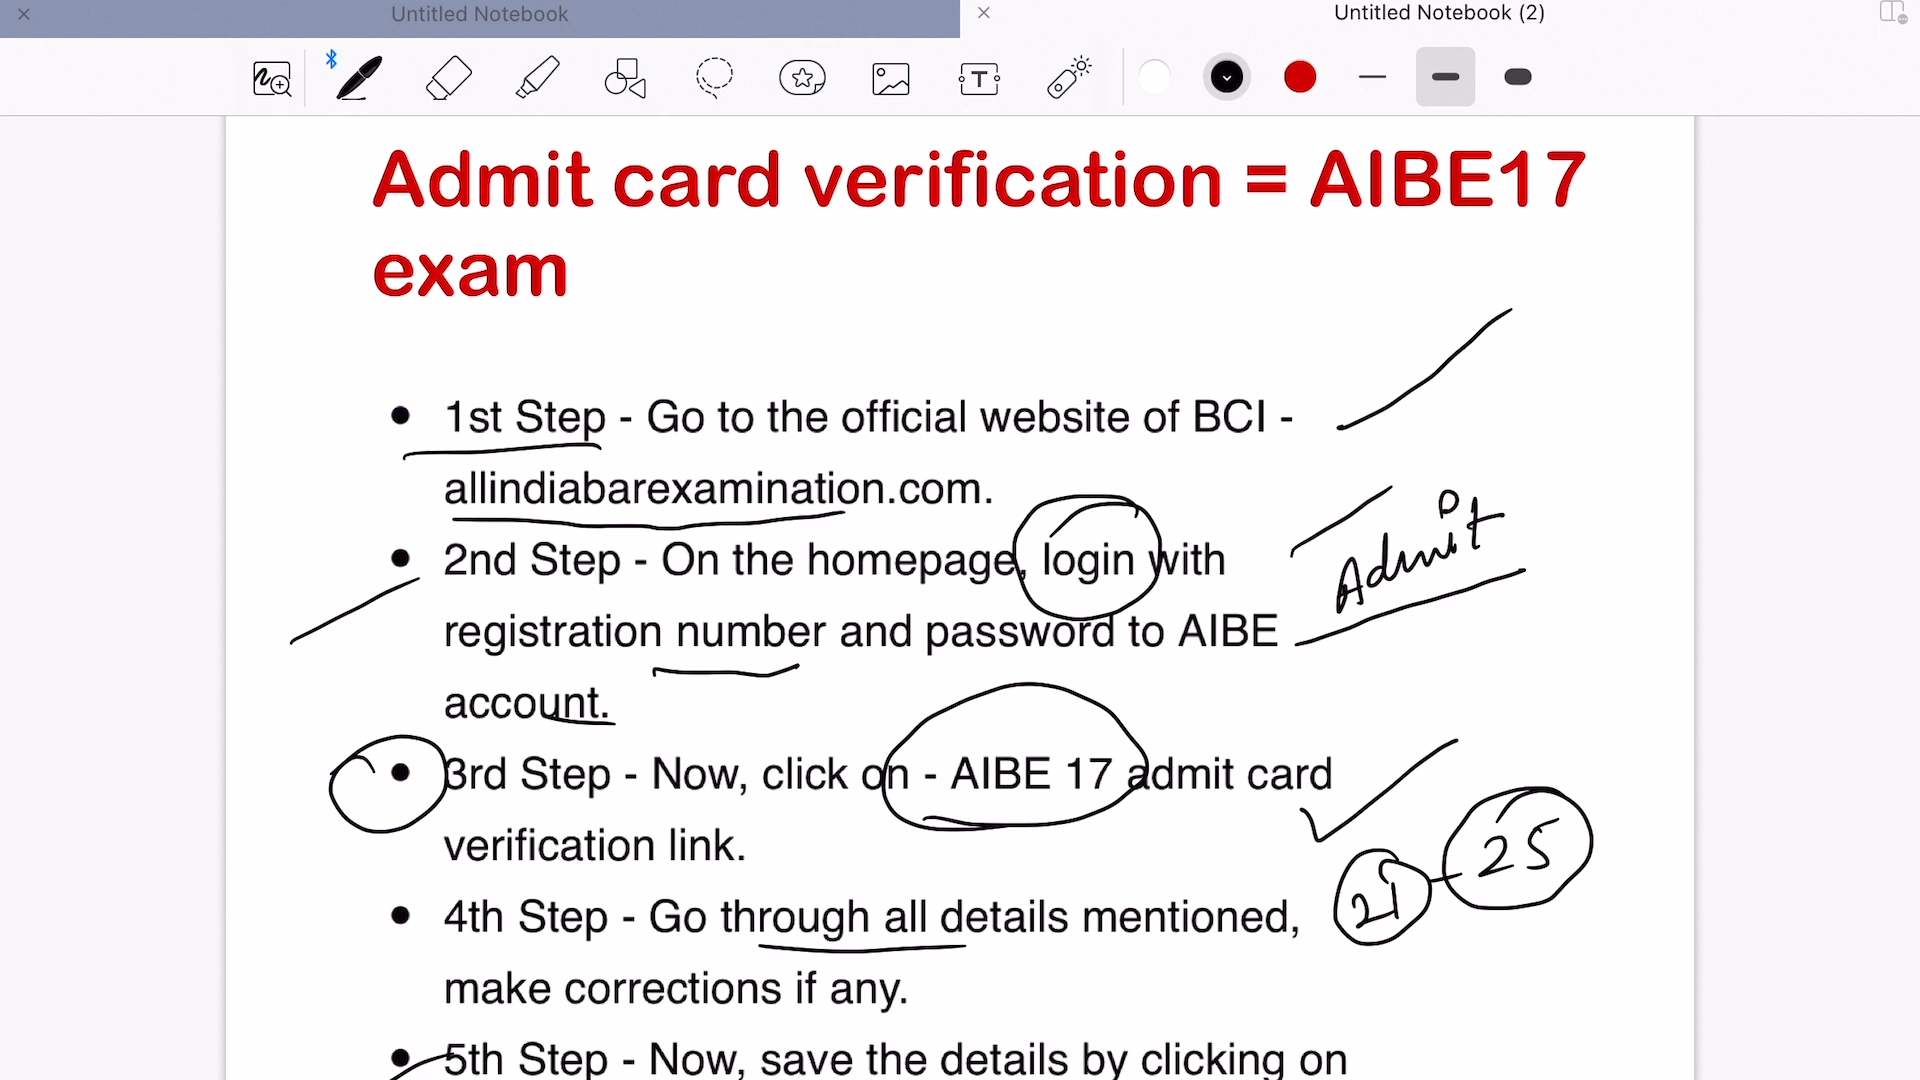 Untitled Notebook
Untitled Notebook (2)
T
Admit card verification = AIBE17
exam
1st Step - Go to the official website of BCI -
allindiabarexamination.com.
2nd Step - On the homepage, login with
registration number and password to AIBE
account.
Admit
3rd Step - Now, click on - AIBE 17 admit card
verification link.
21 - 25
4th Step - Go through all details mentioned,
make corrections if any.
5th Step - Now, save the details by clicking on